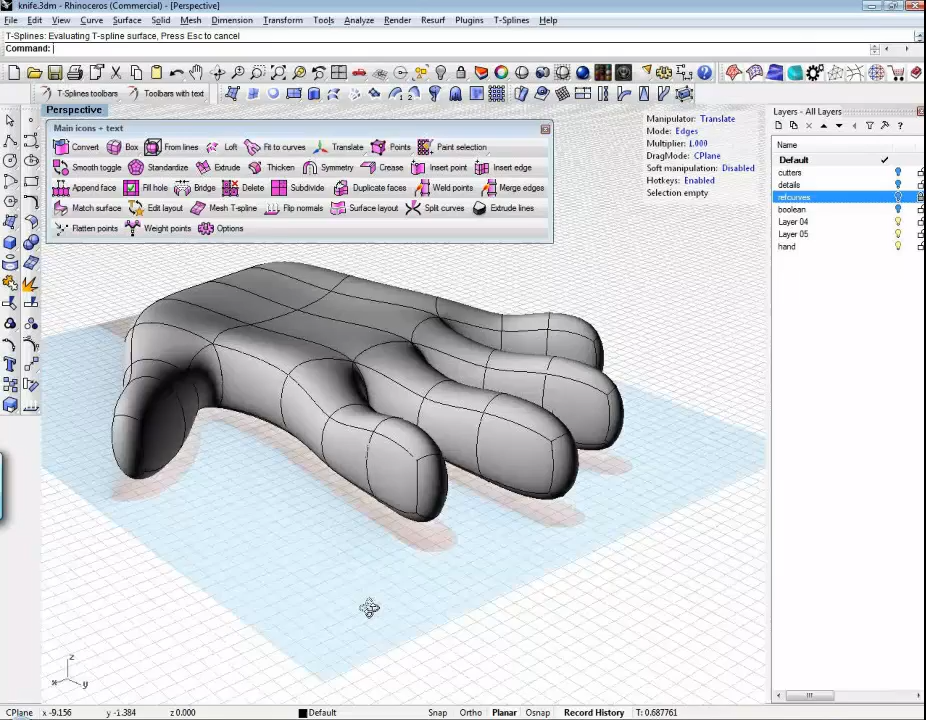 knife.3dm - Rhinoceros (Commercial) - [Perspective]
File Edit View Curve Surface Solid Mesh Dimension Transform Tools Analyze Render Resurf Plugins T-Splines Help
T-Splines: Evaluating T-spline surface, Press Esc to cancel
Command:
T-Splines toolbars Toolbars with text
Perspective
Main icons + text
Convert Box From lines Loft Fit to curves Translate Points Paint selection
Smooth toggle Standardize Extrude Thicken Symmetry Crease Insert point Insert edge
Append face Fill hole Bridge Delete Subdivide Duplicate faces Weld points Merge edges
Match surface Edit layout Mesh T-spline Flip normals Surface layout Split curves Extrude lines
Flatten points Weight points Options
Manipulator: Translate
Mode: Edges
Multiplier: 1.000
DragMode: CPlane
Soft manipulation: Disabled
Hotkeys: Enabled
Selection empty
Layers - All Layers
Name
Default
cutters
details
refcurves
boolean
Layer 04
Layer 05
hand
z
x y
CPlane x -9.156 y -1.384 z 0.000 Default Snap Ortho Planar Osnap Record History T: 0.687761